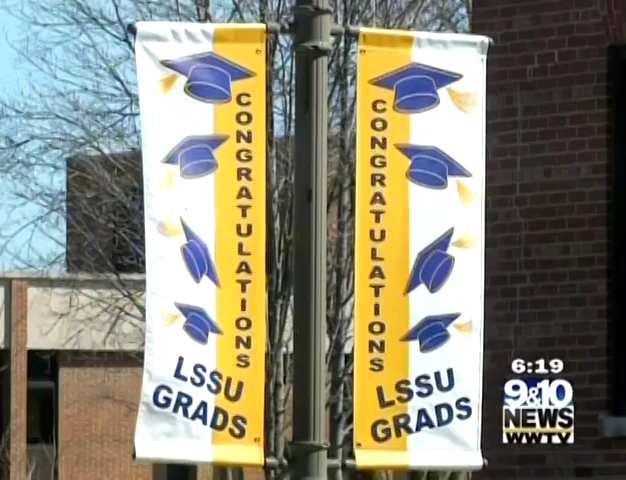 CONGRATULATIONS
LSSU
GRADS
CONGRATULATIONS
LSSU
GRADS
6:19
9&10
NEWS
WWTV